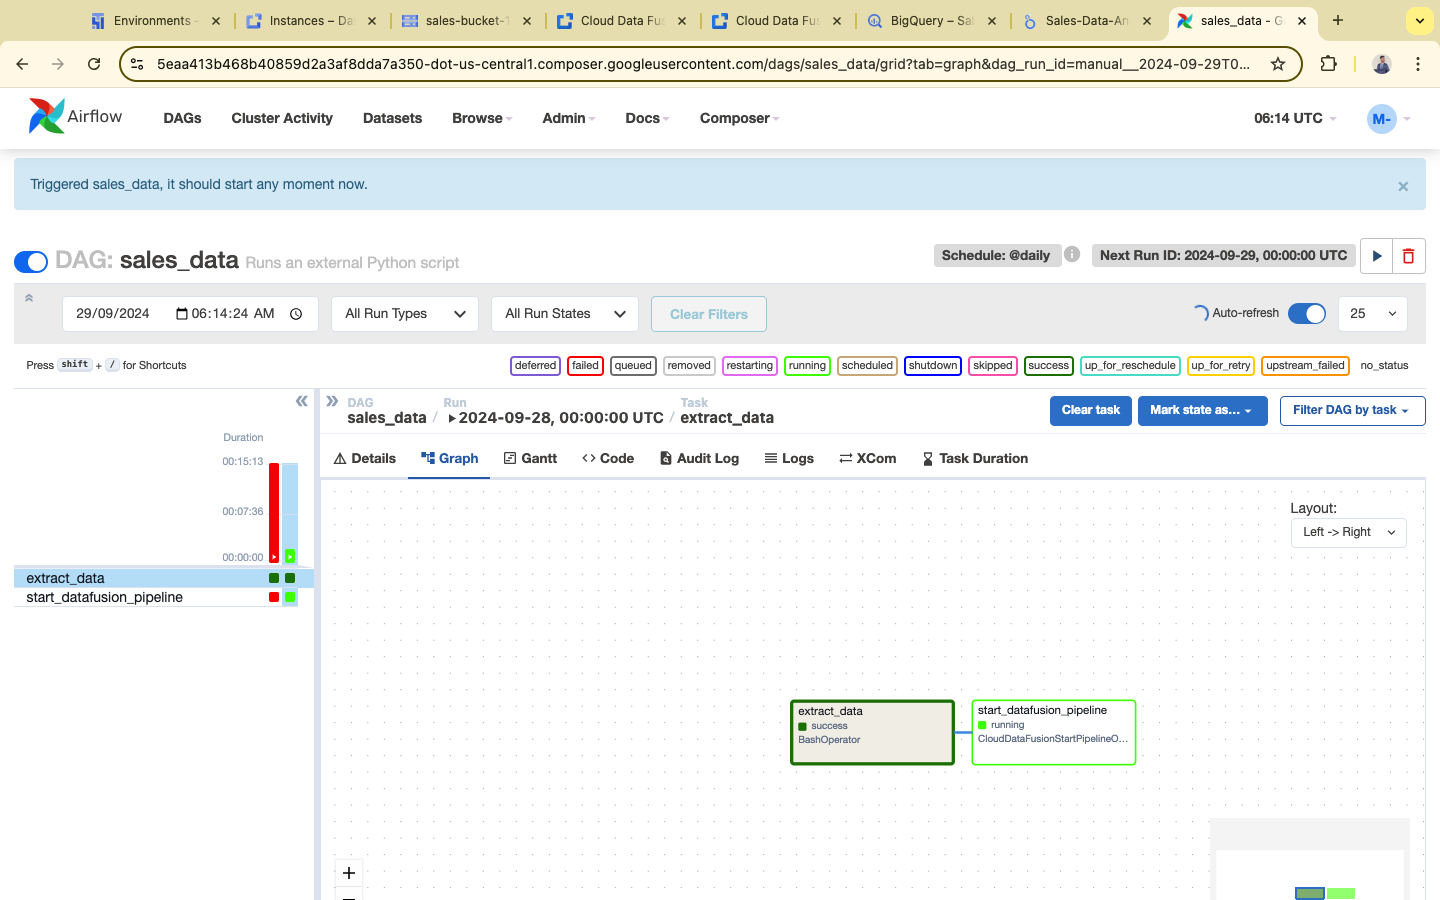 Environments -
Instances – Da
sales-bucket-1
Cloud Data Fus
Cloud Data Fus
BigQuery – Sal
Sales-Data-An
sales_data - G
5eaa413b468b40859d2a3af8dda7a350-dot-us-central1.composer.googleusercontent.com/dags/sales_data/grid?tab=graph&dag_run_id=manual__2024-09-29T0...
Airflow
DAGs
Cluster Activity
Datasets
Browse
Admin
Docs
Composer
06:14 UTC
M-
Triggered sales_data, it should start any moment now.
×
DAG: sales_data Runs an external Python script
Schedule: @daily
Next Run ID: 2024-09-29, 00:00:00 UTC
29/09/2024 06:14:24 AM
All Run Types
All Run States
Clear Filters
Auto-refresh
25
Press shift + / for Shortcuts
deferred
failed
queued
removed
restarting
running
scheduled
shutdown
skipped
success
up_for_reschedule
up_for_retry
upstream_failed
no_status
DAG
sales_data /
Run
2024-09-28, 00:00:00 UTC /
Task
extract_data
Clear task
Mark state as...
Filter DAG by task
Duration
00:15:13
00:07:36
00:00:00
extract_data
start_datafusion_pipeline
Details
Graph
Gantt
Code
Audit Log
Logs
XCom
Task Duration
Layout:
Left -> Right
extract_data
success
BashOperator
start_datafusion_pipeline
running
CloudDataFusionStartPipelineO...
+